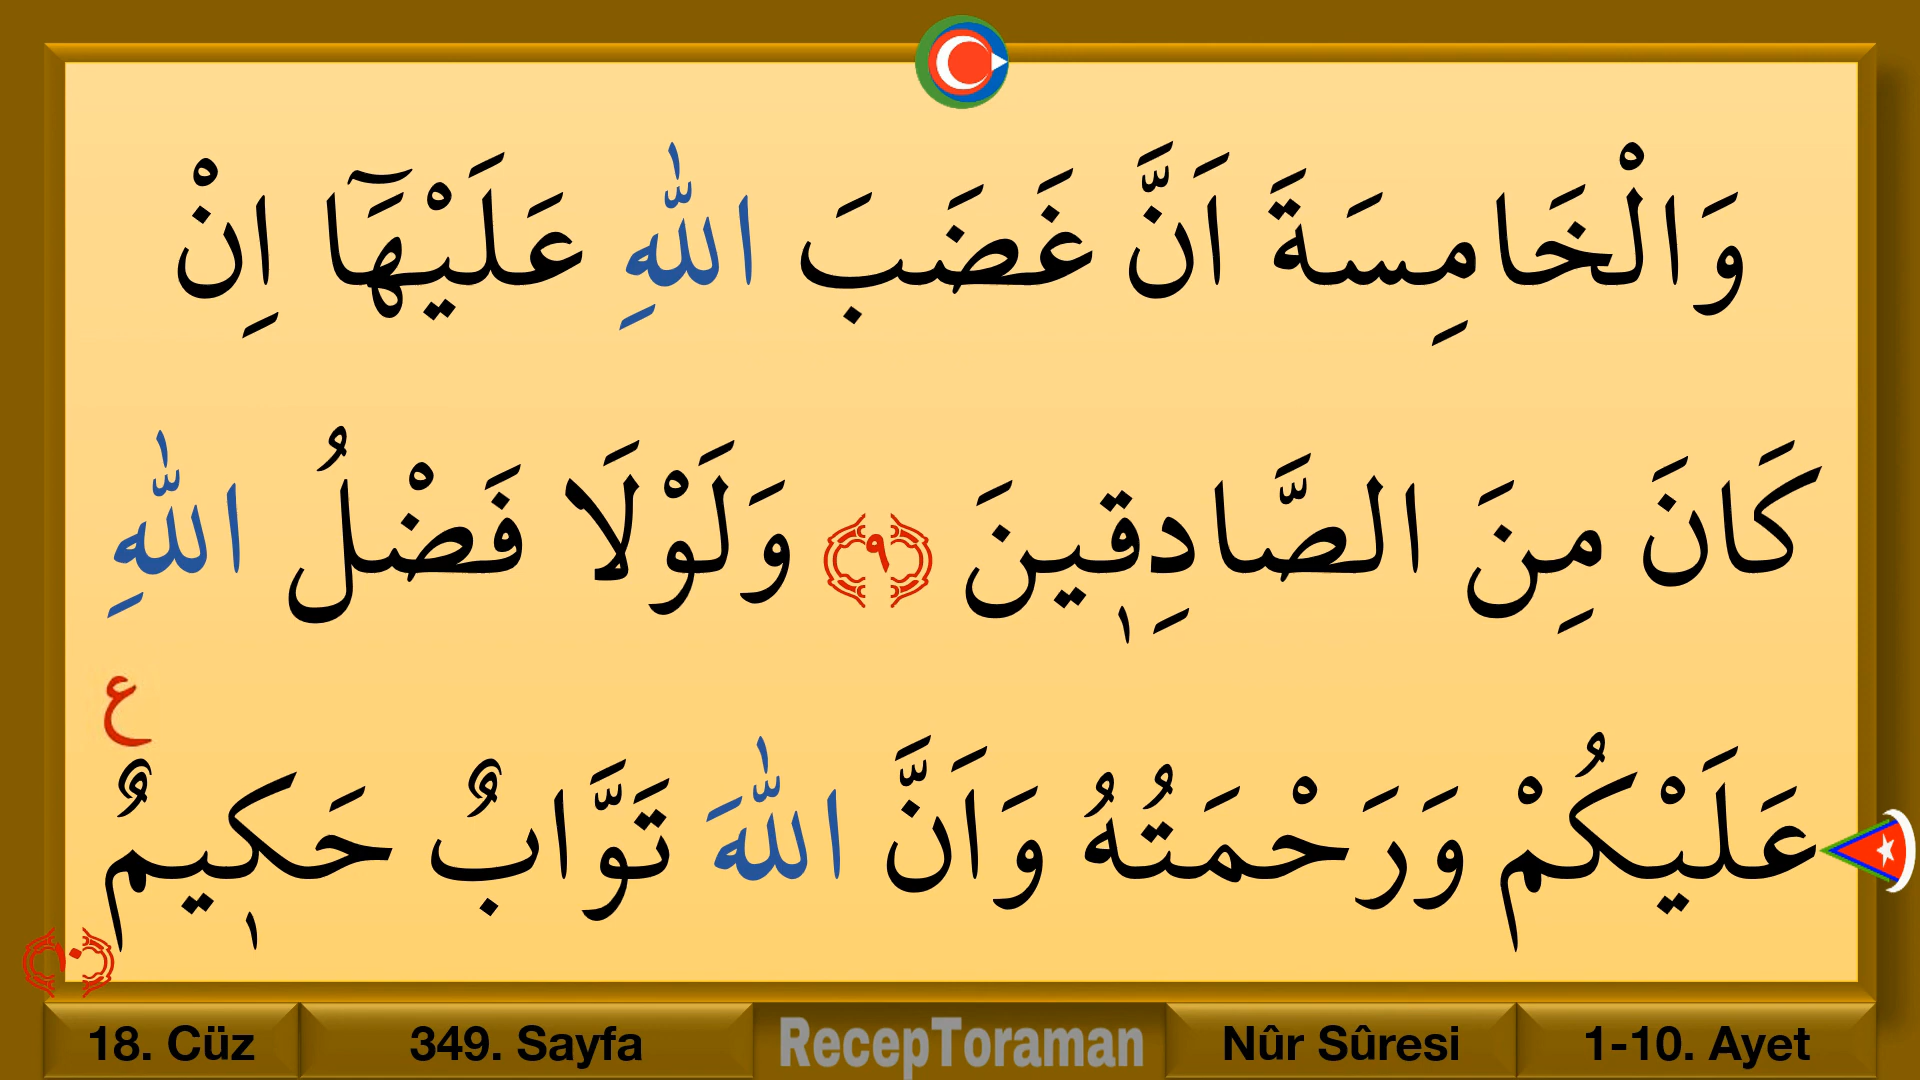 وَالْخَامِسَةَ اَنَّ غَضَبَ اللّٰهِ عَلَيْهَٓا اِنْ
كَانَ مِنَ الصَّادِق۪ينَ ﴿٩﴾ وَلَوْلَا فَضْلُ اللّٰهِ
ع
عَلَيْكُمْ وَرَحْمَتُهُ وَاَنَّ اللّٰهَ تَوَّابٌ حَك۪يمٌ ﴿١٠﴾
18. Cüz 349. Sayfa RecepToraman Nûr Sûresi 1-10. Ayet